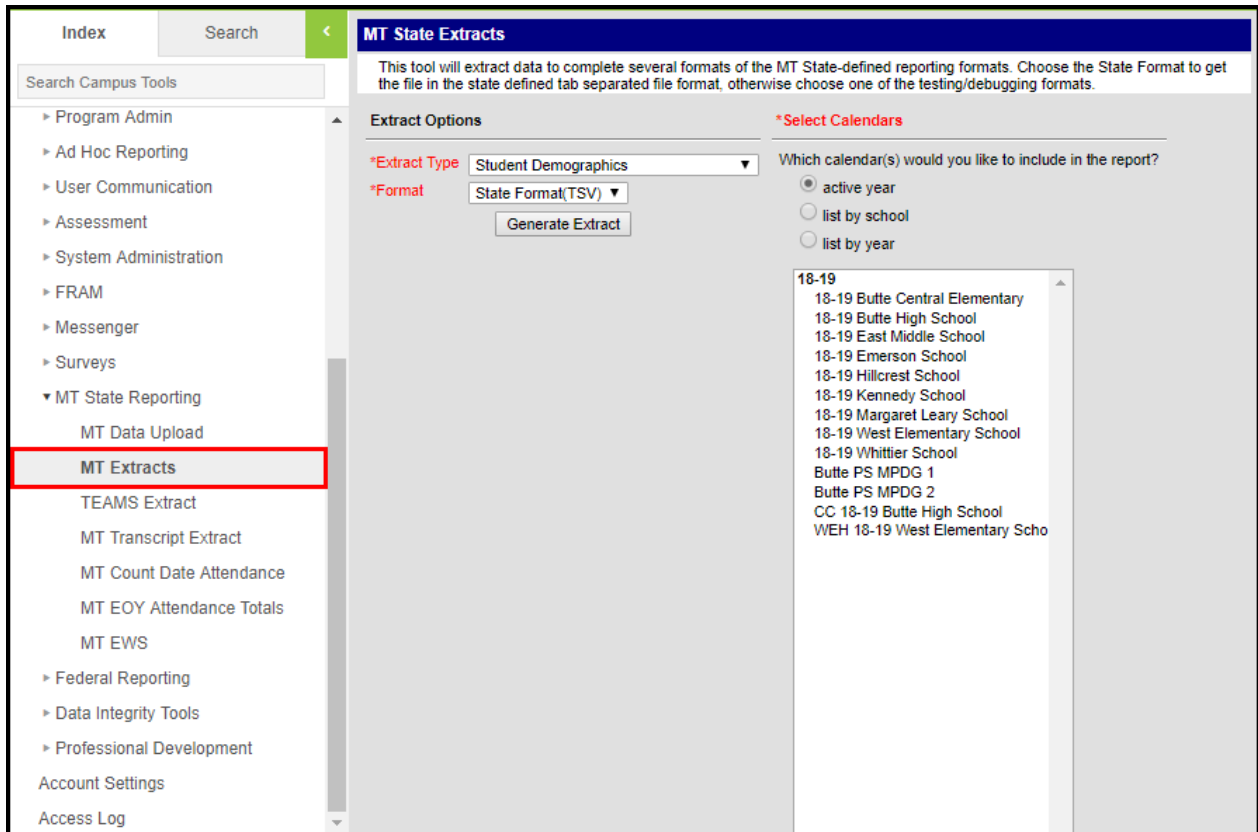 Index
Search
Search Campus Tools
Program Admin
Ad Hoc Reporting
User Communication
Assessment
System Administration
FRAM
Messenger
Surveys
MT State Reporting
MT Data Upload
MT Extracts
TEAMS Extract
MT Transcript Extract
MT Count Date Attendance
MT EOY Attendance Totals
MT EWS
Federal Reporting
Data Integrity Tools
Professional Development
Account Settings
Access Log
MT State Extracts
This tool will extract data to complete several formats of the MT State-defined reporting formats. Choose the State Format to get
the file in the state defined tab separated file format, otherwise choose one of the testing/debugging formats.
Extract Options
*Extract Type Student Demographics
*Format State Format(TSV)
Generate Extract
*Select Calendars
Which calendar(s) would you like to include in the report?
active year
list by school
list by year
18-19
18-19 Butte Central Elementary
18-19 Butte High School
18-19 East Middle School
18-19 Emerson School
18-19 Hillcrest School
18-19 Kennedy School
18-19 Margaret Leary School
18-19 West Elementary School
18-19 Whittier School
Butte PS MPDG 1
Butte PS MPDG 2
CC 18-19 Butte High School
WEH 18-19 West Elementary Scho